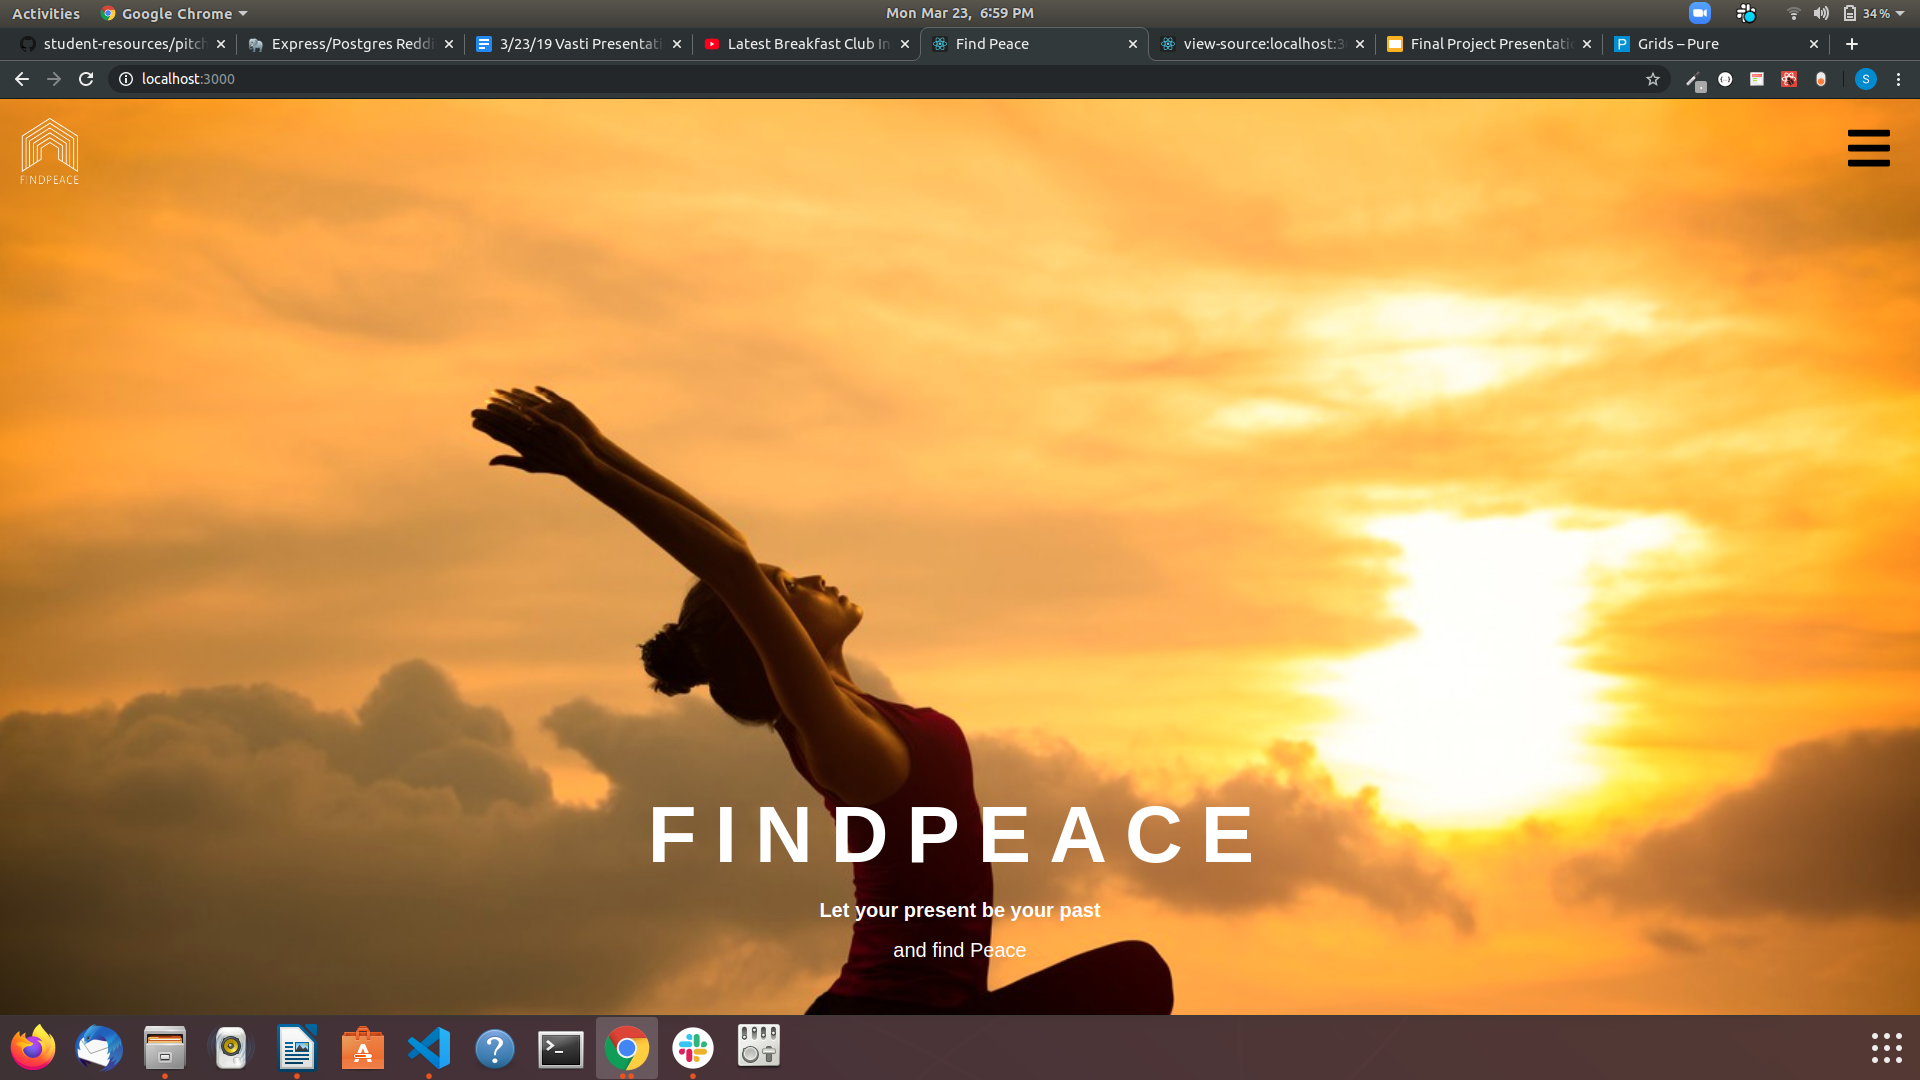 Activities
Google Chrome
Mon Mar 23, 6:59 PM
34 %
student-resources/pitch
Express/Postgres Reddi
3/23/19 Vasti Presentati
Latest Breakfast Club In
Find Peace
view-source:localhost:3
Final Project Presentatio
Grids – Pure
localhost:3000
S
FINDPEACE
FINDPEACE
Let your present be your past
and find Peace